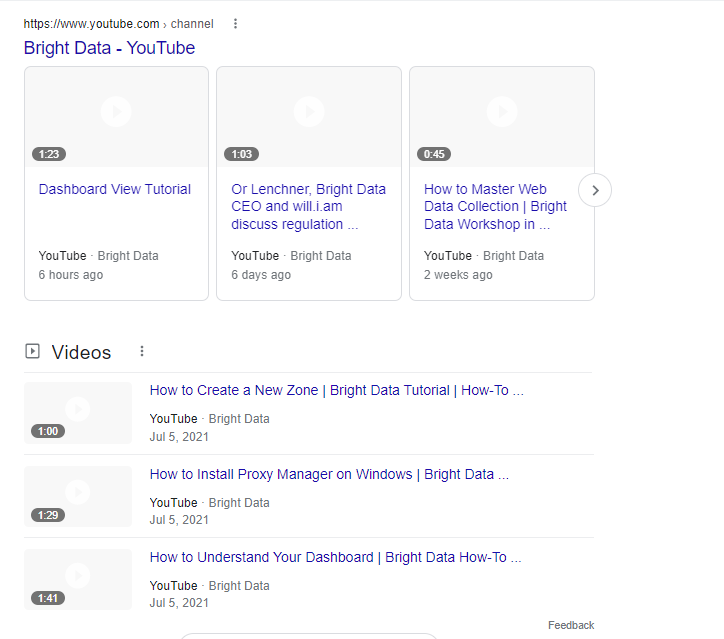 https://www.youtube.com › channel
Bright Data - YouTube
1:23
Dashboard View Tutorial
YouTube · Bright Data
6 hours ago
1:03
Or Lenchner, Bright Data
CEO and will.i.am
discuss regulation ...
YouTube · Bright Data
6 days ago
0:45
How to Master Web
Data Collection | Bright
Data Workshop in ...
YouTube · Bright Data
2 weeks ago
Videos
How to Create a New Zone | Bright Data Tutorial | How-To ...
1:00
YouTube · Bright Data
Jul 5, 2021
How to Install Proxy Manager on Windows | Bright Data ...
1:29
YouTube · Bright Data
Jul 5, 2021
How to Understand Your Dashboard | Bright Data How-To ...
1:41
YouTube · Bright Data
Jul 5, 2021
Feedback